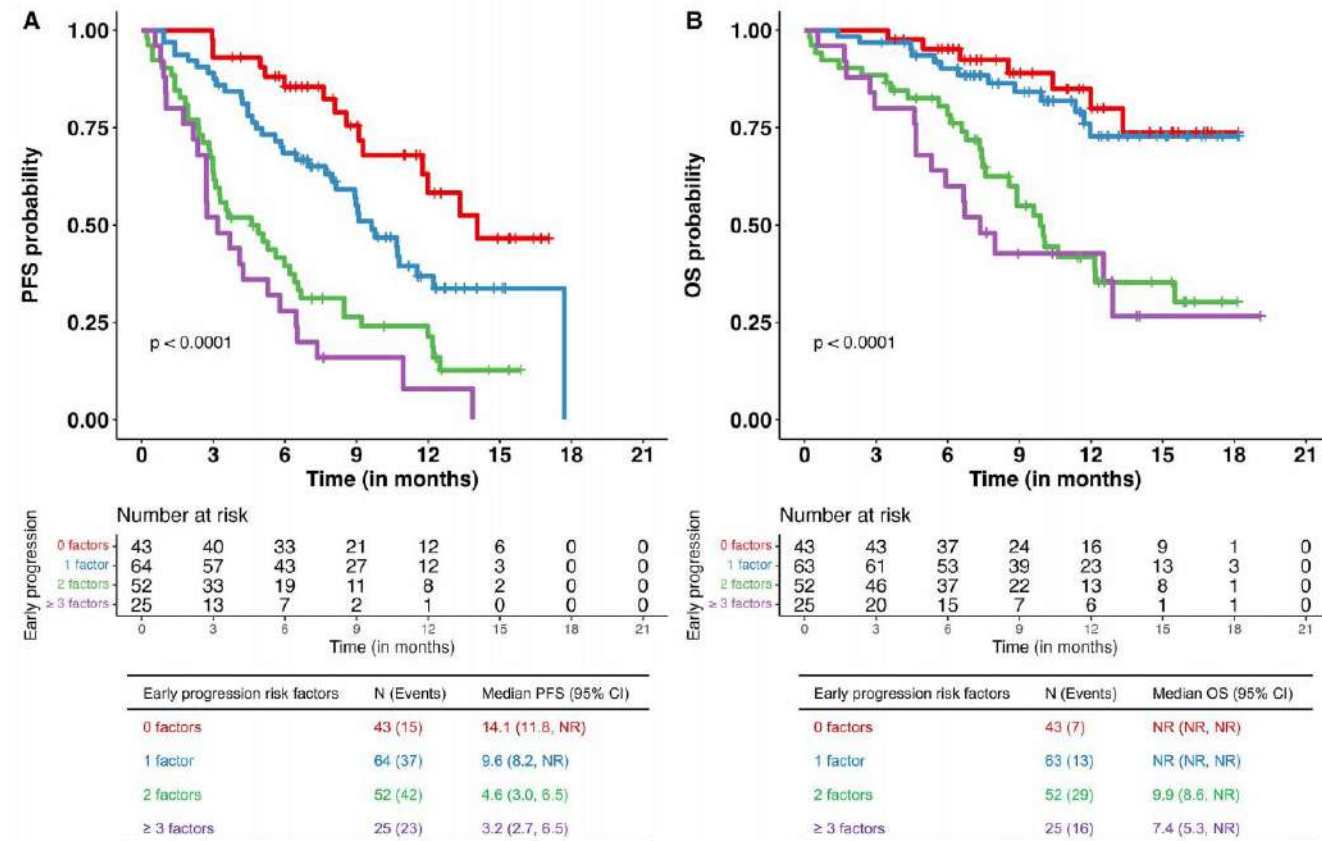 A
PFS probability
1.00
0.75
0.50
0.25
0.00
p < 0.0001
0 3 6 9 12 15 18 21
Time (in months)
Number at risk
Early progression
0 factors 43 40 33 21 12 6 0 0
1 factor 64 57 43 27 12 3 0 0
2 factors 52 33 19 11 8 2 0 0
≥ 3 factors 25 13 7 2 1 0 0 0
0 3 6 9 12 15 18 21
Time (in months)
Early progression risk factors N (Events) Median PFS (95% CI)
0 factors 43 (15) 14.1 (11.8, NR)
1 factor 64 (37) 9.6 (8.2, NR)
2 factors 52 (42) 4.6 (3.0, 6.5)
≥ 3 factors 25 (23) 3.2 (2.7, 6.5)
B
OS probability
1.00
0.75
0.50
0.25
0.00
p < 0.0001
0 3 6 9 12 15 18 21
Time (in months)
Number at risk
Early progression
0 factors 43 43 37 24 16 9 1 0
1 factor 63 61 53 39 23 13 3 0
2 factors 52 46 37 22 13 8 1 0
≥ 3 factors 25 20 15 7 6 1 1 0
0 3 6 9 12 15 18 21
Time (in months)
Early progression risk factors N (Events) Median OS (95% CI)
0 factors 43 (7) NR (NR, NR)
1 factor 63 (13) NR (NR, NR)
2 factors 52 (29) 9.9 (8.6, NR)
≥ 3 factors 25 (16) 7.4 (5.3, NR)